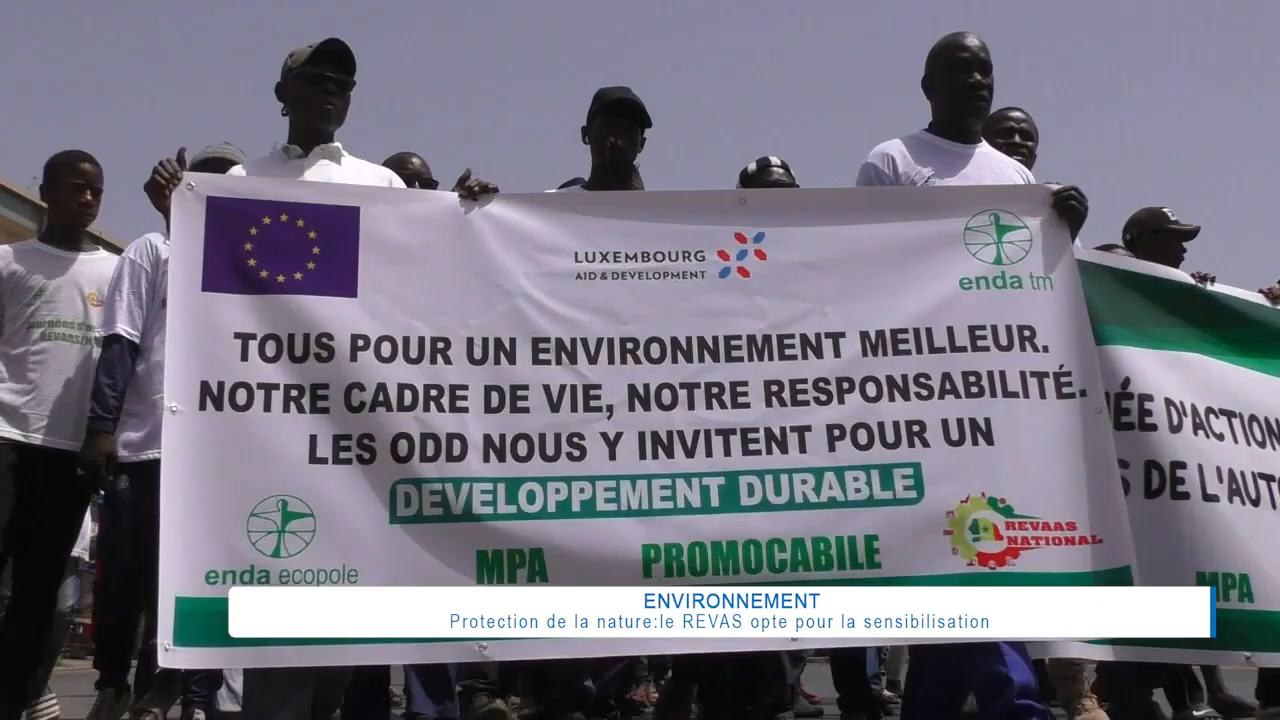 LUXEMBOURG
AID & DEVELOPMENT
enda tm
TOUS POUR UN ENVIRONNEMENT MEILLEUR.
NOTRE CADRE DE VIE, NOTRE RESPONSABILITÉ.
LES ODD NOUS Y INVITENT POUR UN
DEVELOPPEMENT DURABLE
enda ecopole
MPA PROMOCABILE
REVAAS
NATIONAL
D'ACTION
DE L'AUTO
MPA
ENVIRONNEMENT
Protection de la nature:le REVAS opte pour la sensibilisation